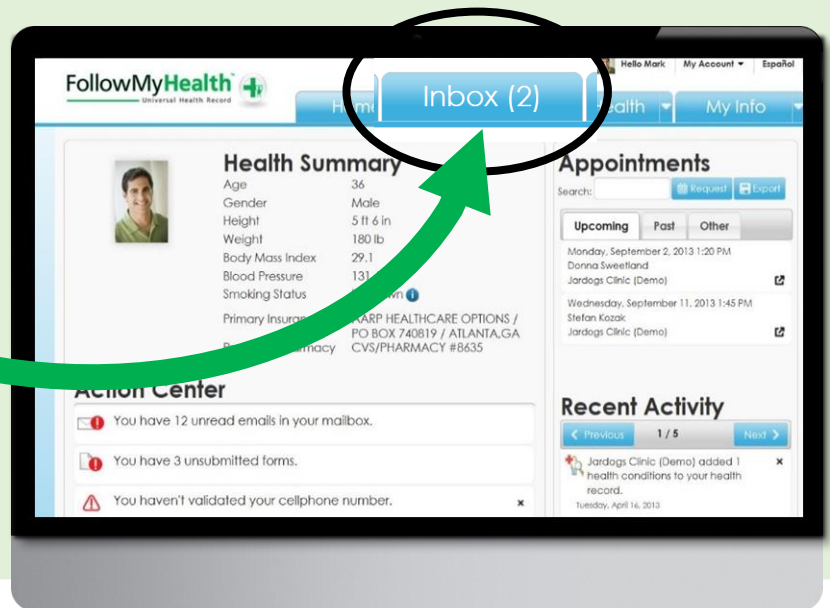 FollowMyHealth
Universal Health Record
Hello Mark My Account Español
Inbox (2) My Info
Health Summary
Age 36
Gender Male
Height 5 ft 6 in
Weight 180 lb
Body Mass Index 29.1
Blood Pressure 131
Smoking Status
Primary HEALTHCARE OPTIONS /
PO BOX 740819 / ATLANTA,GA
CVS/PHARMACY #8635
Action Center
You have 12 unread emails in your mailbox.
You have 3 unsubmitted forms.
You haven't validated your cellphone number. x
Appointments
Search: Request Export
Upcoming Past Other
Monday, September 2, 2013 1:20 PM
Donna Sweetland
Jardogs Clinic (Demo)
Wednesday, September 11, 2013 1:45 PM
Stefan Kozak
Jardogs Clinic (Demo)
Recent Activity
< Previous 1 / 5 Next >
Jardogs Clinic (Demo) added 1 x
health conditions to your health
record.
Tuesday, April 16, 2013